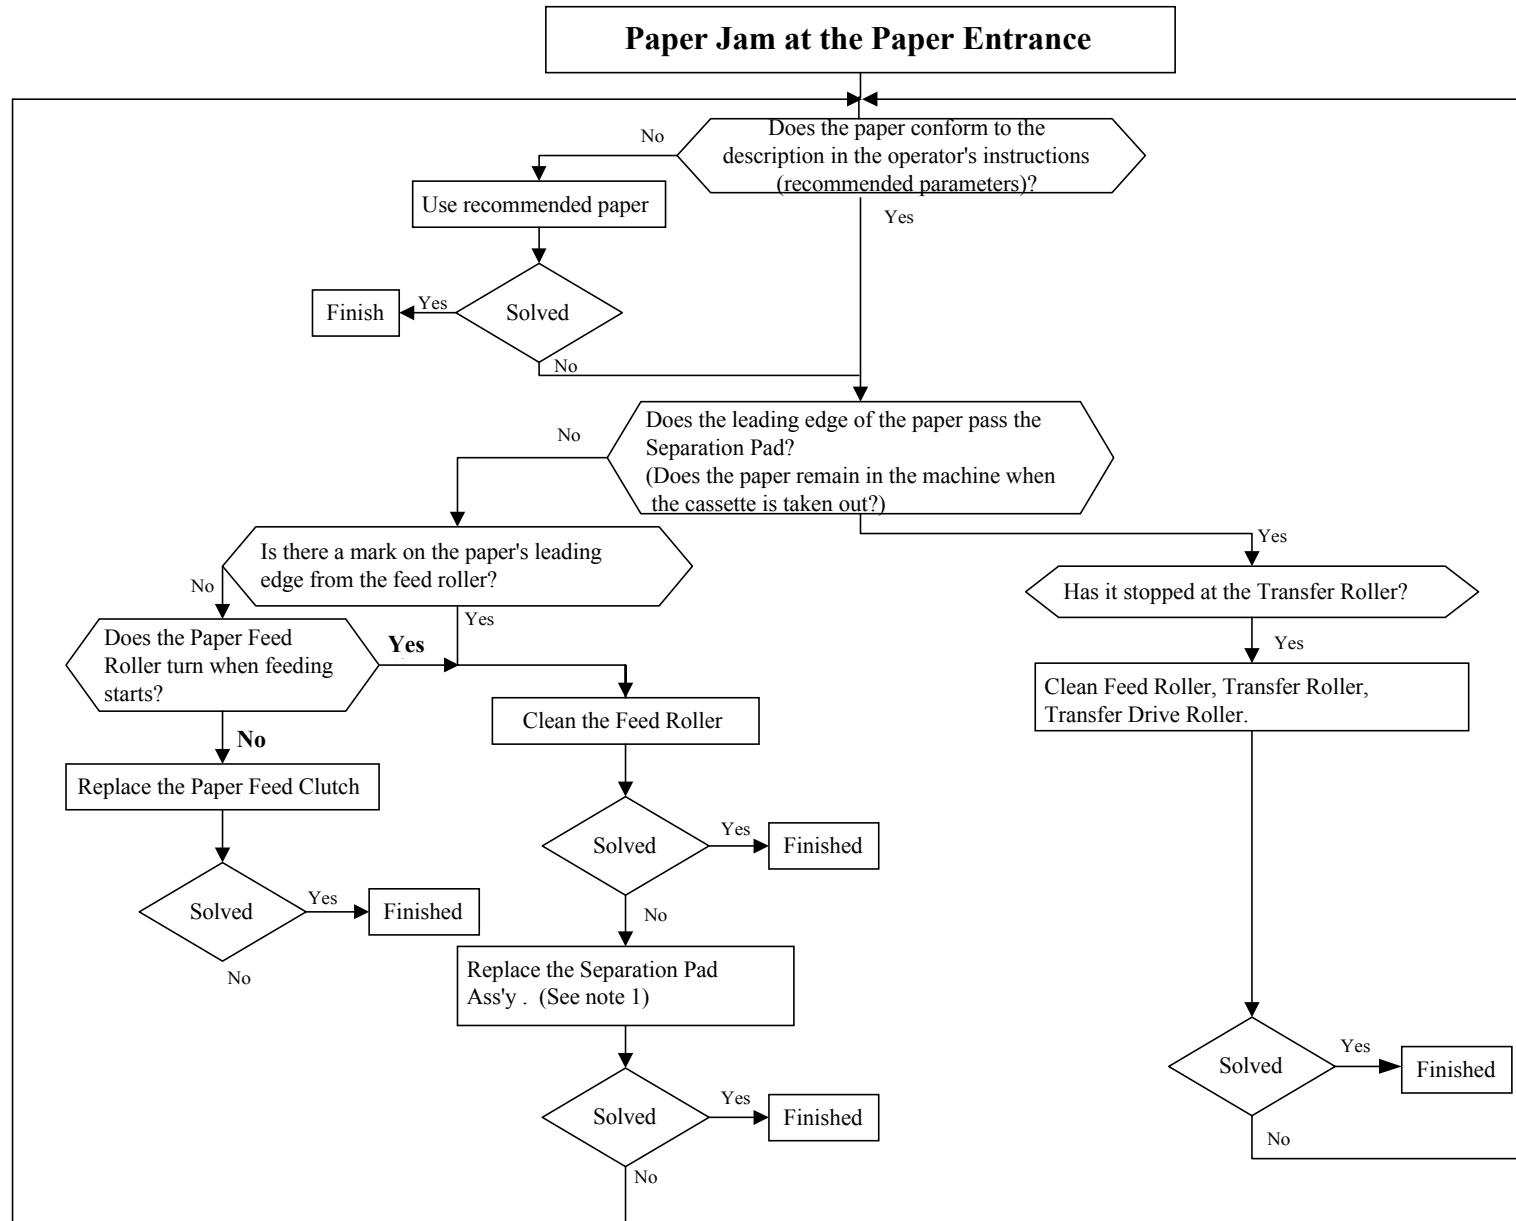 Paper Jam at the Paper Entrance
No
Does the paper conform to the
description in the operator's instructions
(recommended parameters)?
Use recommended paper
Yes
Finish
Yes
Solved
No
No
Does the leading edge of the paper pass the
Separation Pad?
(Does the paper remain in the machine when
the cassette is taken out?)
Yes
Is there a mark on the paper's leading
edge from the feed roller?
No
Yes
Has it stopped at the Transfer Roller?
Yes
Does the Paper Feed
Roller turn when feeding
starts?
Yes
No
Clean Feed Roller, Transfer Roller,
Transfer Drive Roller.
Clean the Feed Roller
Replace the Paper Feed Clutch
Solved
Yes
Finished
No
Solved
Yes
Finished
No
Replace the Separation Pad
Ass'y . (See note 1)
Solved
Yes
Finished
No
Solved
Yes
Finished
No